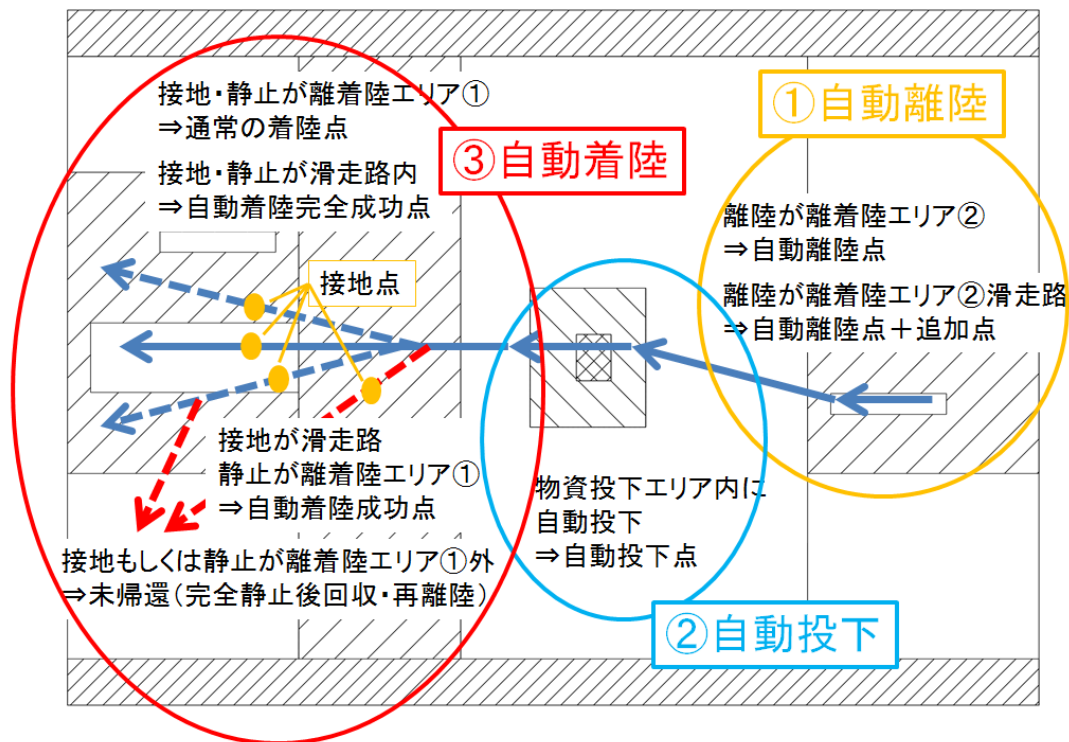 ①自動離陸
離陸が離着陸エリア②
⇒自動離陸点
離陸が離着陸エリア②滑走路
⇒自動離陸点＋追加点
②自動投下
物資投下エリア内に
自動投下
⇒自動投下点
③自動着陸
接地・静止が離着陸エリア①
⇒通常の着陸点
接地・静止が滑走路内
⇒自動着陸完全成功点
接地点
接地が滑走路
静止が離着陸エリア①
⇒自動着陸成功点
接地もしくは静止が離着陸エリア①外
⇒未帰還（完全静止後回収・再離陸）